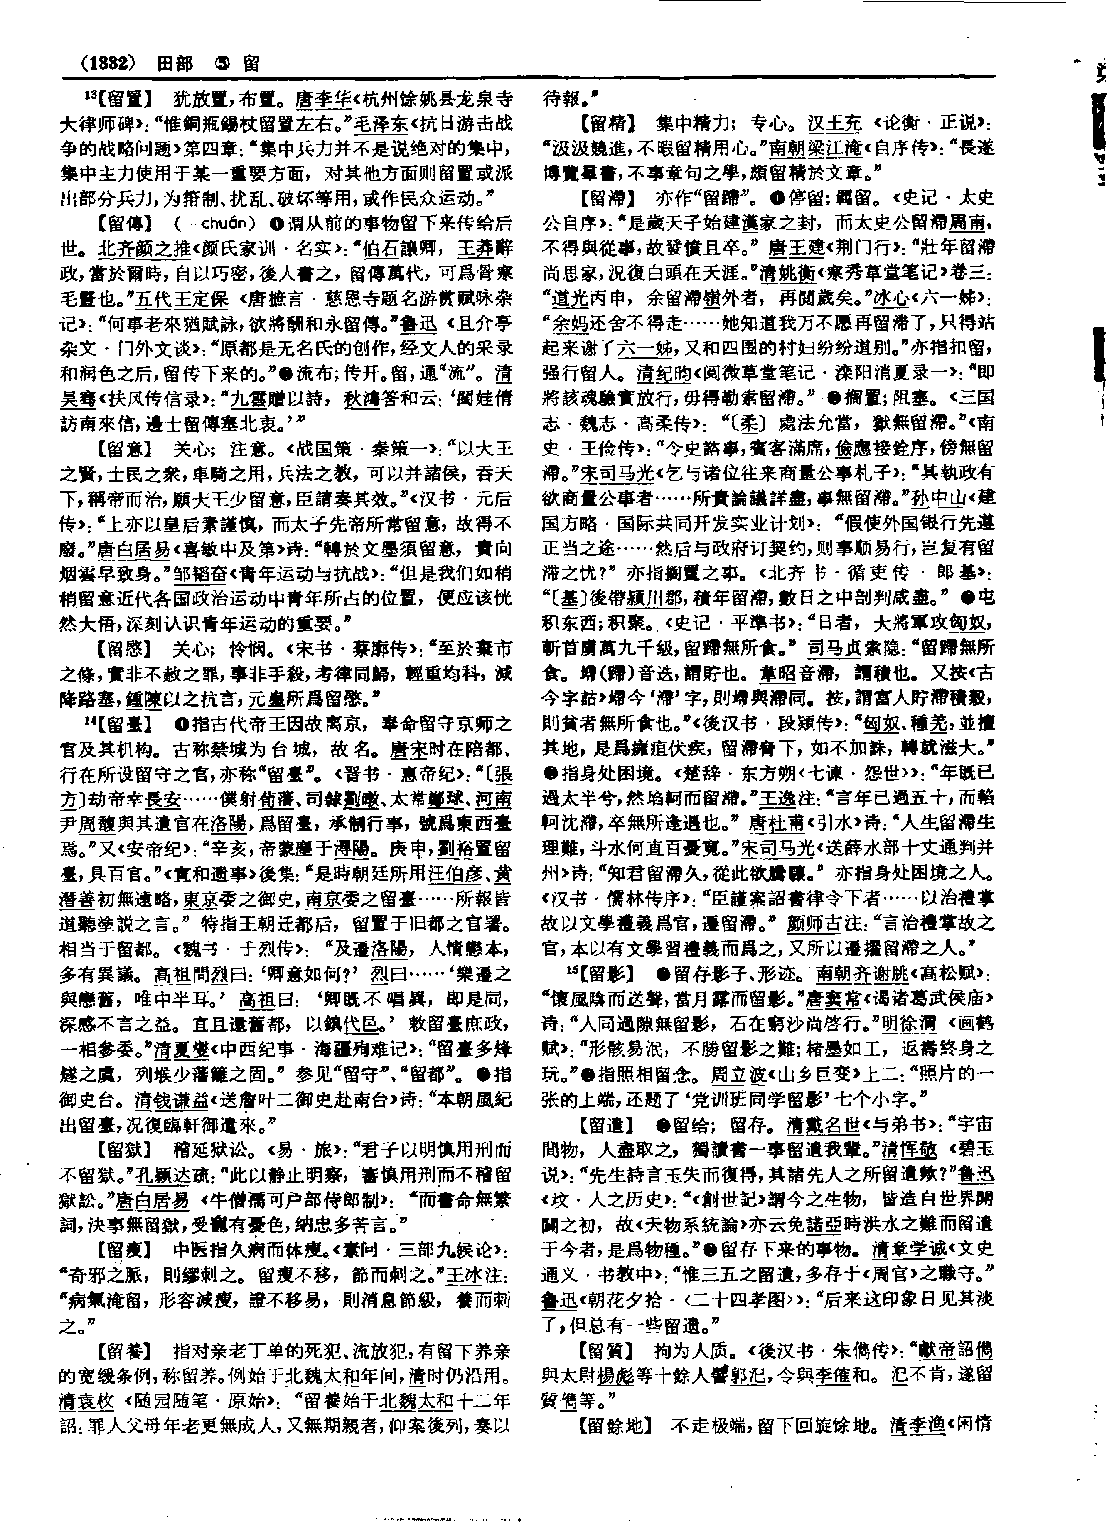 (1332) 田部 ⑤ 留
¹³【留置】 犹放置，布置。唐李华《杭州馀姚县龙泉寺
大律师碑》：“惟銅瓶錫杖留置左右。”毛泽东《抗日游击战
争的战略问题》第四章：“集中兵力并不是说绝对的集中，
集中主力使用于某一重要方面，对其他方面则留置或派
出部分兵力，为箝制、扰乱、破坏等用，或作民众运动。”
【留傳】 (—chuán) ❶谓从前的事物留下来传给后
世。北齐颜之推《颜氏家训·名实》：“伯石讓卿，王莽辭
政，當於爾時，自以巧密，後人書之，留傳萬代，可爲骨寒
毛豎也。”五代王定保《唐摭言·慈恩寺题名游赏赋咏杂
记》：“何事老來猶賦詠，欲將酬和永留傳。”鲁迅《且介亭
杂文·门外文谈》：“原都是无名氏的创作，经文人的采录
和润色之后，留传下来的。”❷流布；传开。留，通“流”。清
吴骞《扶风传信录》：“九雲贈以詩，秋鴻答和云：‘閶娃情
訪南來信，邊士留傳塞北衷。’”
【留意】 关心；注意。《战国策·秦策一》：“以大王
之賢，士民之衆，車騎之用，兵法之教，可以并諸侯，吞天
下，稱帝而治，願大王少留意，臣請奏其效。”《汉书·元后
传》：“上亦以皇后素謹慎，而太子先帝所常留意，故得不
廢。”唐白居易《喜敏中及第》诗：“轉於文墨須留意，貴向
烟霄早致身。”邹韬奋《青年运动与抗战》：“但是我们如稍
稍留意近代各国政治运动中青年所占的位置，便应该恍
然大悟，深刻认识青年运动的重要。”
【留愍】 关心；怜悯。《宋书·蔡廓传》：“至於棄市
之條，實非不赦之罪，事非手殺，考律同歸，輕重均科，減
降路塞，鍾陳以之抗言，元皇所爲留愍。”
¹⁴【留臺】 ❶指古代帝王因故离京，奉命留守京师之
官及其机构。古称禁城为台城，故名。唐宋时在陪都、
行在所设留守之官，亦称“留臺”。《晋书·惠帝纪》：“〔張
方〕劫帝幸長安……僕射荀藩、司隸劉暾、太常鄭球、河南
尹周馥與其遺官在洛陽，爲留臺，承制行事，號爲東西臺
焉。”又《安帝纪》：“辛亥，帝蒙塵于潯陽。庚申，劉裕置留
臺，具百官。”《宣和遗事》後集：“是時朝廷所用汪伯彦、黄
潛善初無遠略，東京委之御史，南京委之留臺……所報皆
道聽塗説之言。”特指王朝迁都后，留置于旧都之官署。
相当于留都。《魏书·于烈传》：“及遷洛陽，人情戀本，
多有異議。高祖問烈曰：‘卿意如何？’烈曰……‘樂遷之
與戀舊，唯中半耳。’高祖曰：‘卿既不唱異，即是同，
深感不言之益。宜且還舊都，以鎮代邑。’敕留臺庶政，
一相參委。”清夏燮《中西纪事·海疆殉难记》：“留臺多烽
燧之虞，列堠少藩籬之固。”参见“留守”、“留都”。❷指
御史台。清钱谦益《送詹叶二御史赴南台》诗：“本朝風紀
出留臺，况復臨軒御遣來。”
【留獄】 稽延狱讼。《易·旅》：“君子以明慎用刑而
不留獄。”孔颖达疏：“此以静止明察，審慎用刑而不稽留
獄訟。”唐白居易《牛僧孺可户部侍郎制》：“而書命無繁
詞，決事無留獄，受寵有憂色，納忠多苦言。”
【留瘦】 中医指久病而体瘦。《素问·三部九候论》：
“奇邪之脈，則繆刺之。留瘦不移，節而刺之。”王冰注：
“病氣淹留，形容減瘦，證不移易，則消息節級，養而刺
之。”
【留養】 指对亲老丁单的死犯、流放犯，有留下养亲
的宽缓条例，称留养。例始于北魏太和年间，清时仍沿用。
清袁枚《随园随笔·原始》：“留養始于北魏太和十二年
詔：罪人父母年老更無成人，又無期親者，仰案後列，奏以
待報。”
【留精】 集中精力；专心。汉王充《论衡·正说》：
“汲汲競進，不暇留精用心。”南朝梁江淹《自序传》：“長遂
博覽羣書，不事章句之學，頗留精於文章。”
【留滯】 亦作“留蹛”。❶停留；羁留。《史记·太史
公自序》：“是歲天子始建漢家之封，而太史公留滯周南，
不得與從事，故發憤且卒。”唐王建《荆门行》：“壯年留滯
尚思家，况復白頭在天涯。”清姚衡《寒秀草堂笔记》卷三：
“道光丙申，余留滯嶺外者，再閲歲矣。”冰心《六一姊》：
“余妈还舍不得走……她知道我万不愿再留滞了，只得站
起来谢了六一姊，又和四围的村妇纷纷道别。”亦指扣留，
强行留人。清纪昀《阅微草堂笔记·滦阳消夏录一》：“即
將該魂驗實放行，毋得勒索留滯。”❷搁置；阻塞。《三国
志·魏志·高柔传》：“〔柔〕處法允當，獄無留滯。”《南
史·王俭传》：“令史諮事，賓客滿席，儉應接銓序，傍無留
滯。”宋司马光《乞与诸位往来商量公事札子》：“其執政有
欲商量公事者……所貴論議詳盡，事無留滯。”孙中山《建
国方略·国际共同开发实业计划》：“假使外国银行先遵
正当之途……然后与政府订契约，则事顺易行，岂复有留
滞之忧？”亦指搁置之事。《北齐书·循吏传·郎基》：
“〔基〕後帶潁川郡，積年留滯，數日之中剖判咸盡。”❸屯
积东西；积聚。《史记·平準书》：“日者，大將軍攻匈奴，
斬首虜萬九千級，留蹛無所食。”司马贞索隐：“留蹛無所
食。墆(蹛)音迭，謂貯也。韋昭音滯，謂積也。又按《古
今字詁》墆今‘滯’字，則墆與滯同。按，謂富人貯滯積穀，
則貧者無所食也。”《後汉书·段颎传》：“匈奴、種羌，並擅
其地，是爲癰疽伏疾，留滯脅下，如不加誅，轉就滋大。”
❹指身处困境。《楚辞·东方朔〈七谏·怨世〉》：“年既已
過太半兮，然埳軻而留滯。”王逸注：“言年已過五十，而輡
軻沈滯，卒無所逢遇也。”唐杜甫《引水》诗：“人生留滯生
理難，斗水何直百憂寬。”宋司马光《送薛水部十丈通判并
州》诗：“知君留滯久，從此欲騰驤。”亦指身处困境之人。
《汉书·儒林传序》：“臣謹案詔書律令下者……以治禮掌
故以文學禮義爲官，遷留滯。”颜师古注：“言治禮掌故之
官，本以有文學習禮義而爲之，又所以遷擢留滯之人。”
¹⁵【留影】 ❶留存影子、形迹。南朝齐谢朓《高松赋》：
“懷風陰而送聲，當月露而留影。”唐窦常《谒诸葛武侯庙》
诗：“人同過隙無留影，石在窮沙尚啓行。”明徐渭《画鹤
赋》：“形骸易泯，不勝留影之難；楮墨如工，返壽終身之
玩。”❷指照相留念。周立波《山乡巨变》上二：“照片的一
张的上端，还题了‘党训班同学留影’七个小字。”
【留遺】 ❶留给；留存。清戴名世《与弟书》：“宇宙
間物，人盡取之，獨讀書一事留遺我輩。”清恽敬《碧玉
说》：“先生詩言玉失而復得，其諸先人之所留遺歟？”鲁迅
《坟·人之历史》：“《創世記》謂今之生物，皆造自世界開
闢之初，故《天物系統論》亦云免諾亞時洪水之難而留遺
于今者，是爲物種。”❷留存下来的事物。清章学诚《文史
通义·书教中》：“惟三五之留遺，多存于《周官》之職守。”
鲁迅《朝花夕拾·〈二十四孝图〉》：“后来这印象日见其淡
了，但总有一些留遗。”
【留質】 拘为人质。《後汉书·朱儁传》：“獻帝詔儁
與太尉楊彪等十餘人譬郭汜，令與李傕和。汜不肯，遂留
質儁等。”
【留餘地】 不走极端，留下回旋馀地。清李渔《闲情